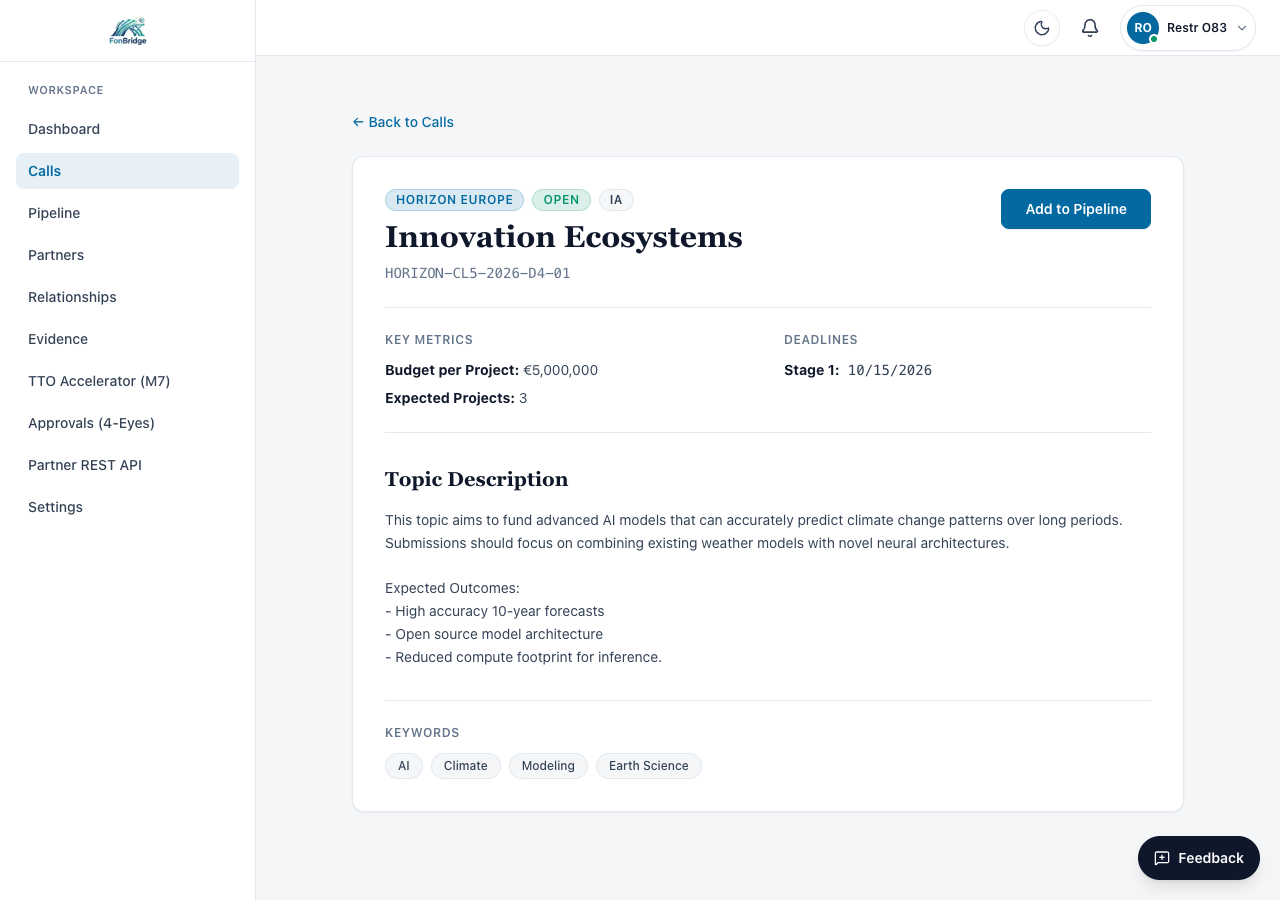 FonBridge
RO
Restr O83
WORKSPACE
Dashboard
Calls
Pipeline
Partners
Relationships
Evidence
TTO Accelerator (M7)
Approvals (4-Eyes)
Partner REST API
Settings
← Back to Calls
HORIZON EUROPE
OPEN
IA
Add to Pipeline
Innovation Ecosystems
HORIZON-CL5-2026-D4-01
KEY METRICS
Budget per Project: €5,000,000
Expected Projects: 3
DEADLINES
Stage 1: 10/15/2026
Topic Description
This topic aims to fund advanced AI models that can accurately predict climate change patterns over long periods.
Submissions should focus on combining existing weather models with novel neural architectures.
Expected Outcomes:
- High accuracy 10-year forecasts
- Open source model architecture
- Reduced compute footprint for inference.
KEYWORDS
AI
Climate
Modeling
Earth Science
Feedback